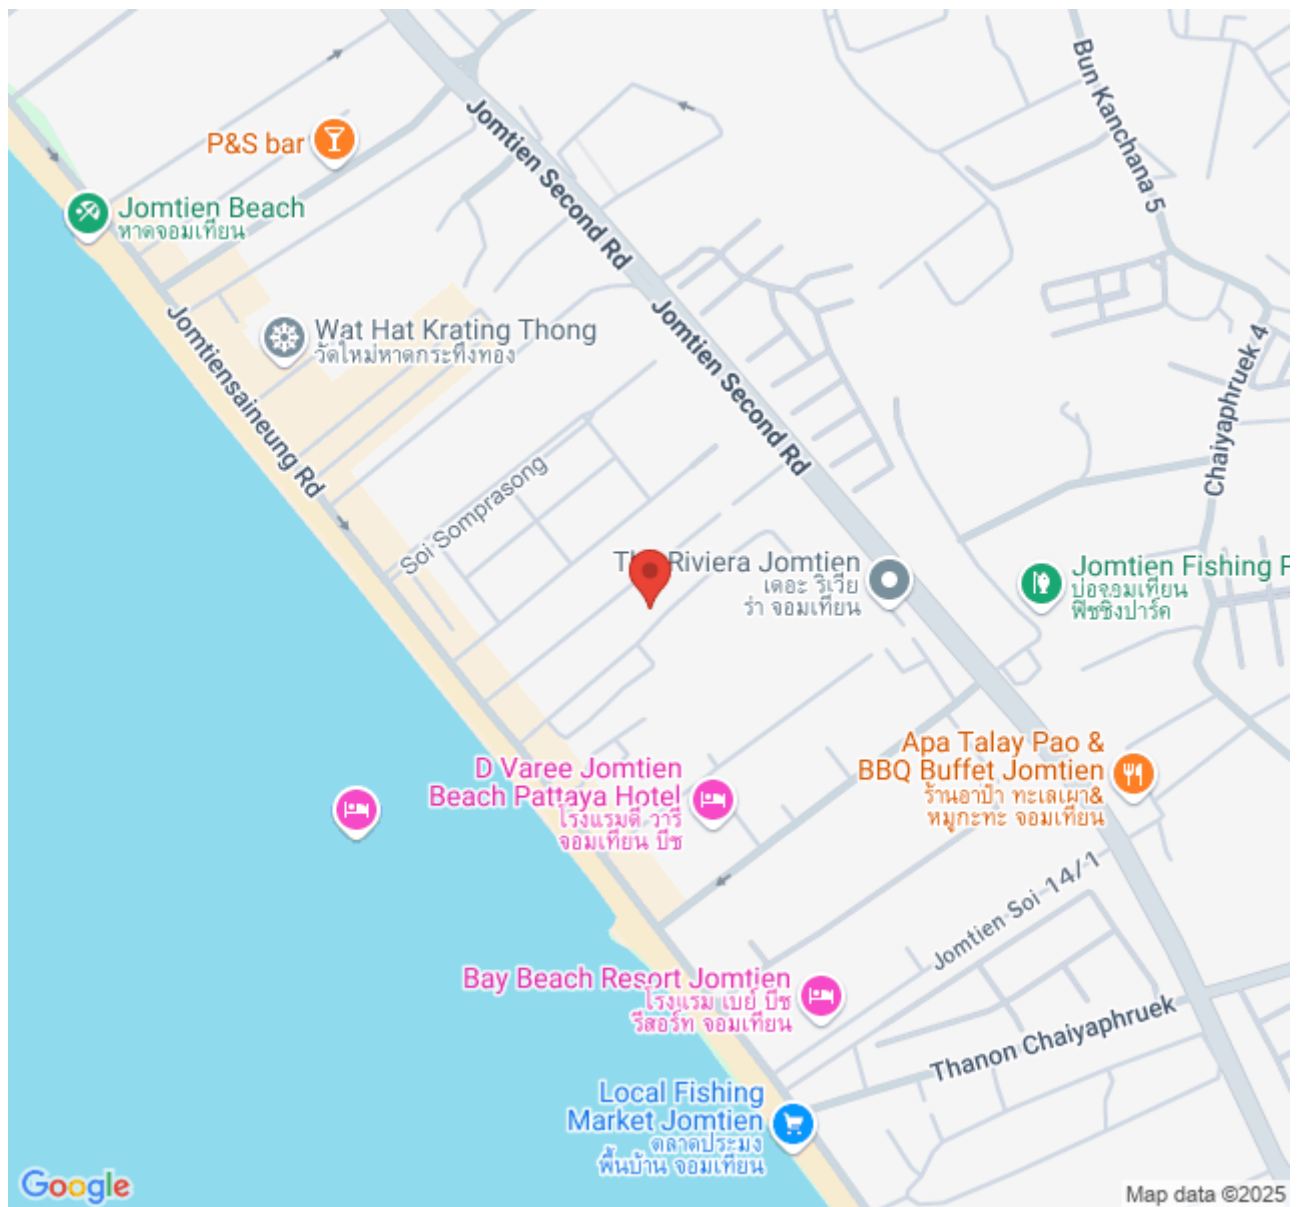 Bun Kanchana 5
Jomtien Second Rd
P&S bar
Jomtien Beach
หาดจอมเทียน
Jomtien Second Rd
Wat Hat Krating Thong
วัดใหม่หาดกระทิงทอง
Jomtiensaineung Rd
Chaiyaphruek 4
Soi Somprasong
Riviera Jomtien
เดอะ ริเวีย
ร่า จอมเทียน
Jomtien Fishing P
บ่อจอมเทียน
ฟิชชิงปาร์ค
Apa Talay Pao &
BBQ Buffet Jomtien
ร้านอาป๋า ทะเลเผา&
หมูกะทะ จอมเทียน
D Varee Jomtien
Beach Pattaya Hotel
โรงแรมดี วารี
จอมเทียน บีช
Jomtien Soi 14/1
Bay Beach Resort Jomtien
โรงแรม เบย์ บีช
รีสอร์ท จอมเทียน
Thanon Chaiyaphruek
Local Fishing
Market Jomtien
ตลาดประมง
พื้นบ้าน จอมเทียน
Google
Map data ©2025